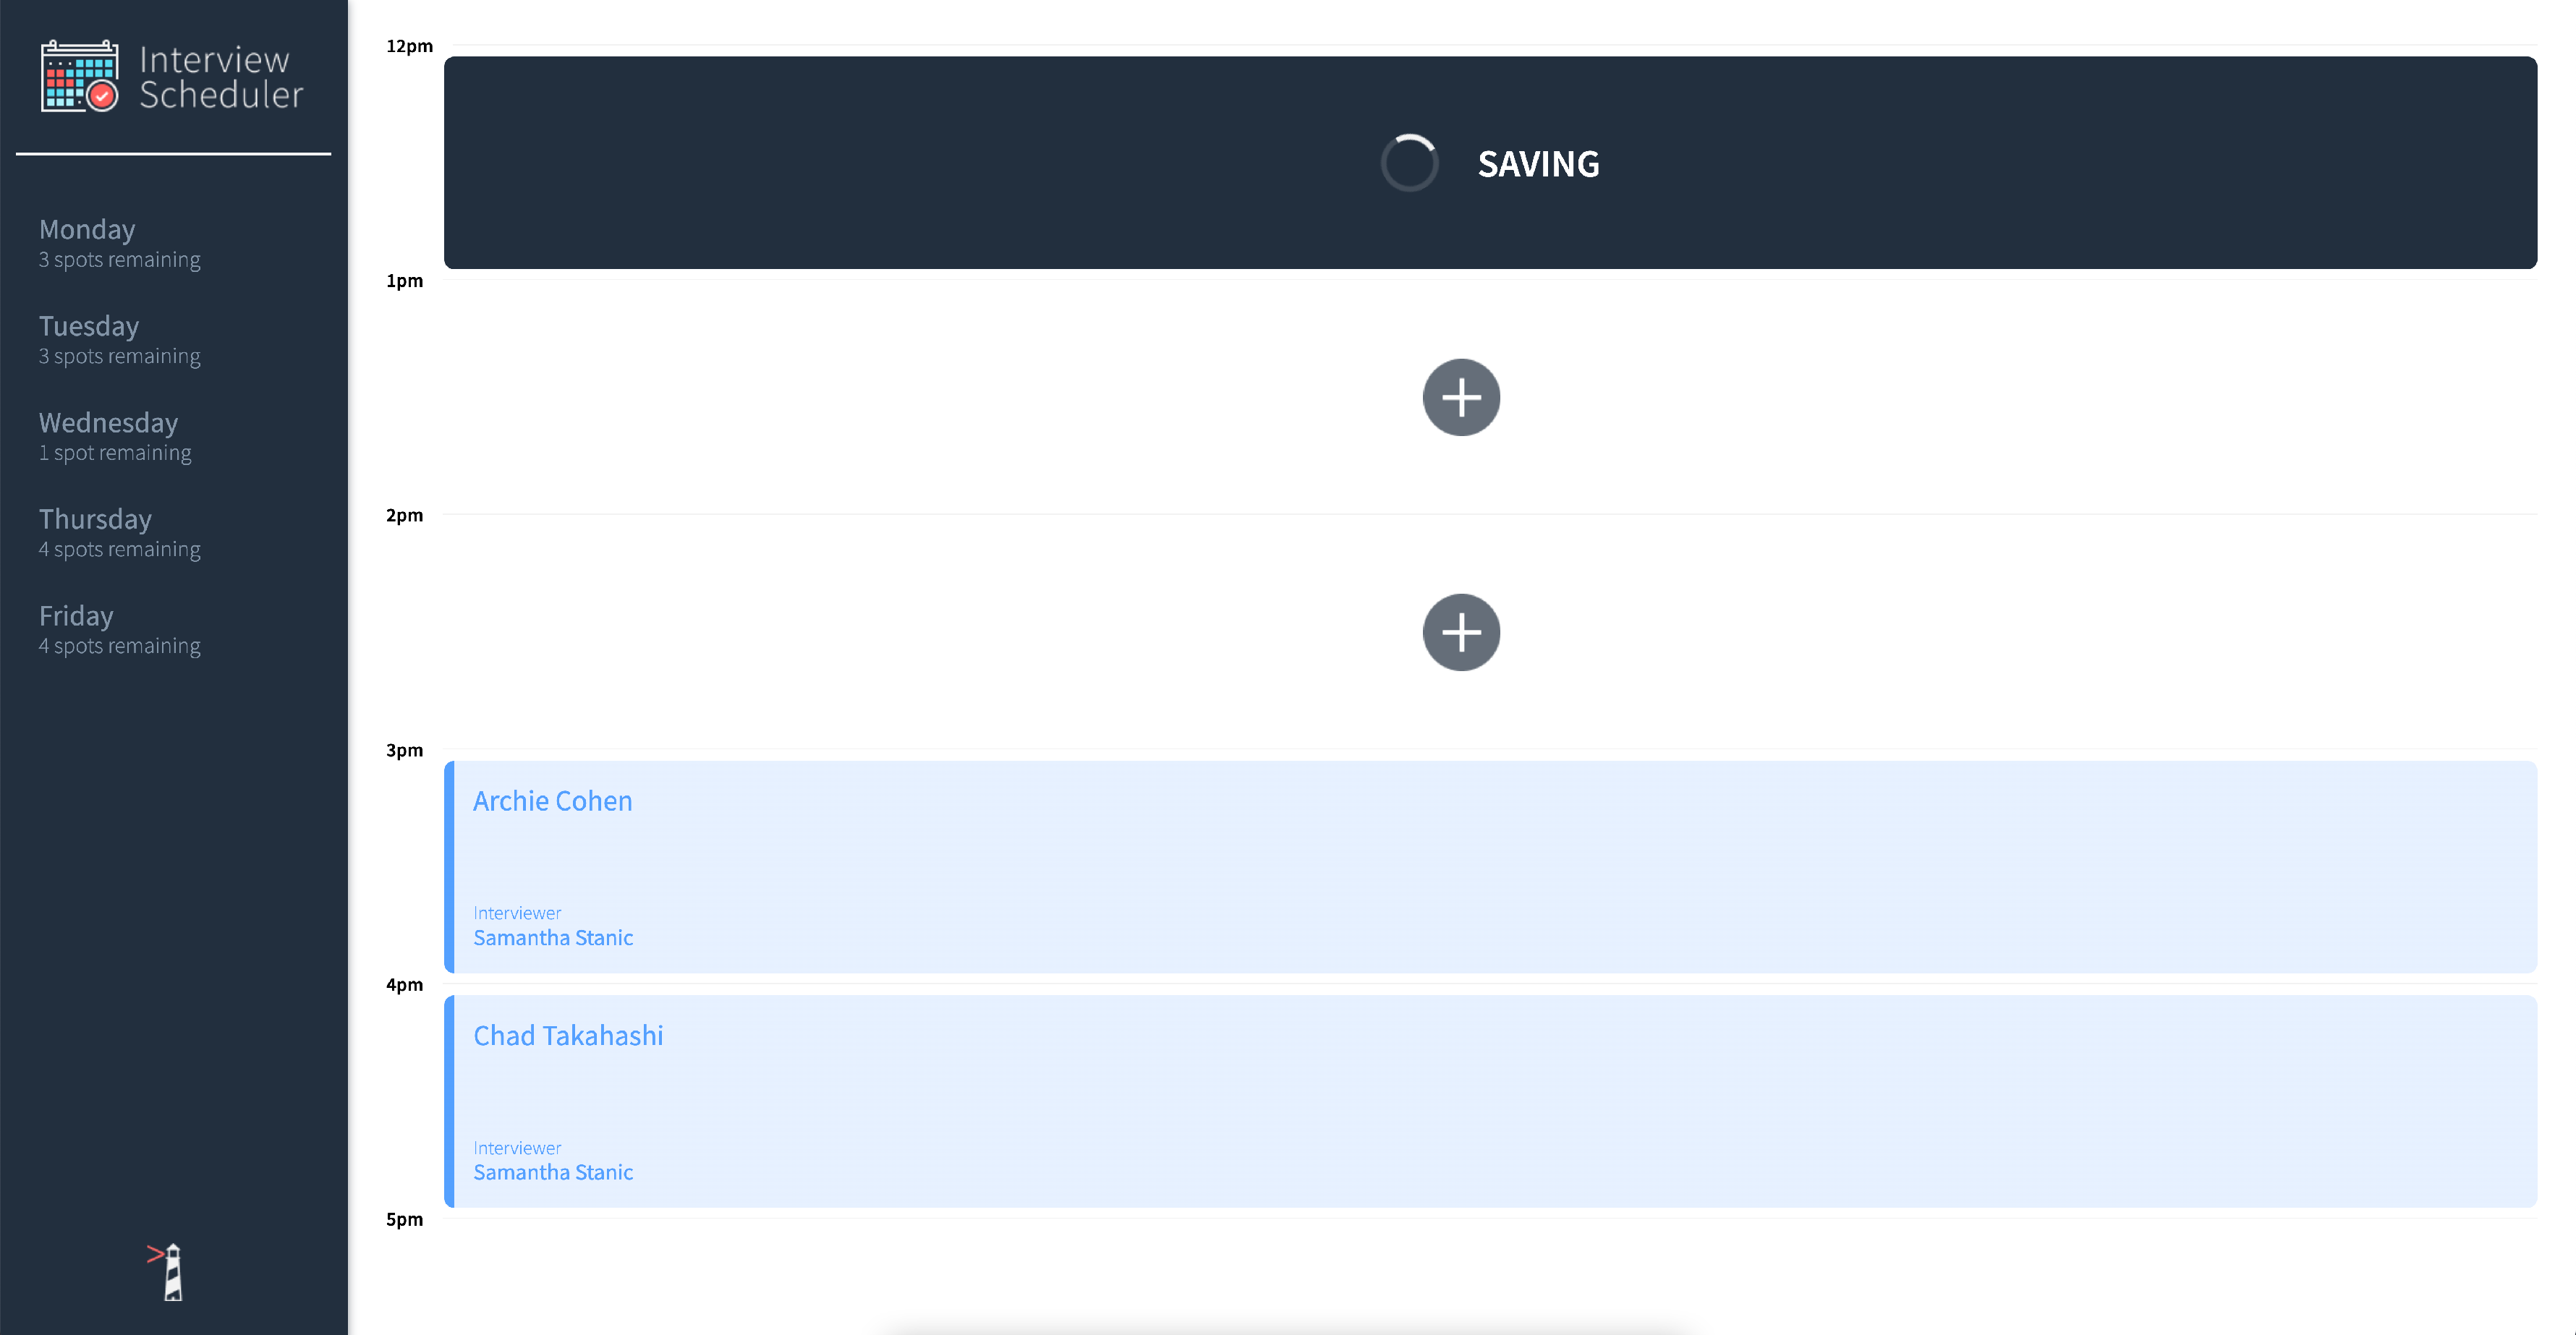 Interview
Scheduler
Monday
3 spots remaining
Tuesday
3 spots remaining
Wednesday
1 spot remaining
Thursday
4 spots remaining
Friday
4 spots remaining
12pm
SAVING
1pm
2pm
3pm
Archie Cohen
Interviewer
Samantha Stanic
4pm
Chad Takahashi
Interviewer
Samantha Stanic
5pm